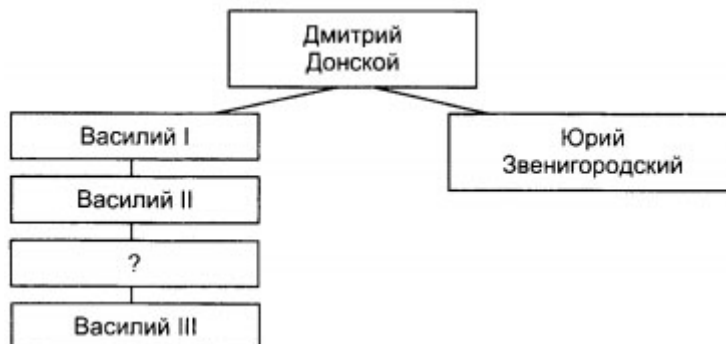 Дмитрий
Донской
Василий I
Юрий
Звенигородский
Василий II
?
Василий III